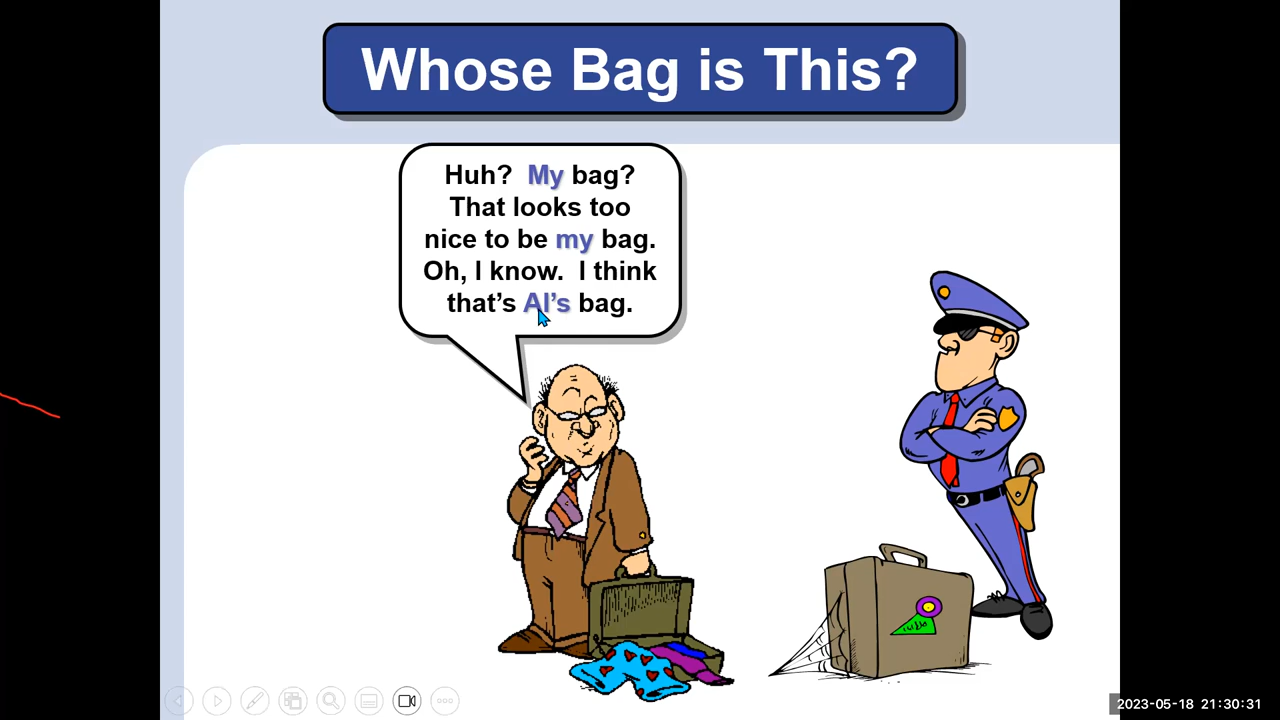 Whose Bag is This?
Huh?  My bag?
That looks too
nice to be my bag.
Oh, I know.  I think
that’s Al’s bag.
2023-05-18 21:30:31